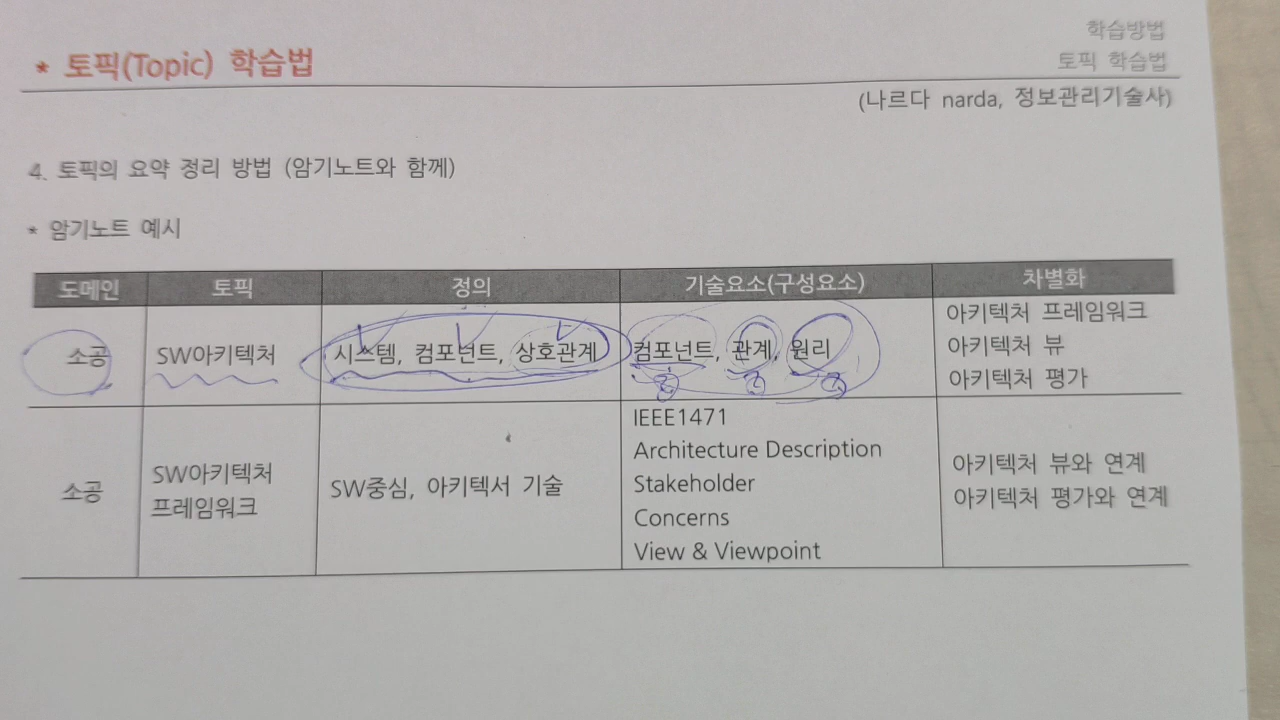 학습방법
* 토픽(Topic) 학습법
토픽 학습법
(나르다 narda, 정보관리기술사)
4. 토픽의 요약 정리 방법 (암기노트와 함께)
* 암기노트 예시
도메인 토픽 정의 기술요소(구성요소) 차별화
소공 SW아키텍처 시스템, 컴포넌트, 상호관계 컴포넌트, 관계, 원리
아키텍처 프레임워크
아키텍처 뷰
아키텍처 평가
소공
SW아키텍처
프레임워크
SW중심, 아키텍서 기술
IEEE1471
Architecture Description
Stakeholder
Concerns
View & Viewpoint
아키텍처 뷰와 연계
아키텍처 평가와 연계